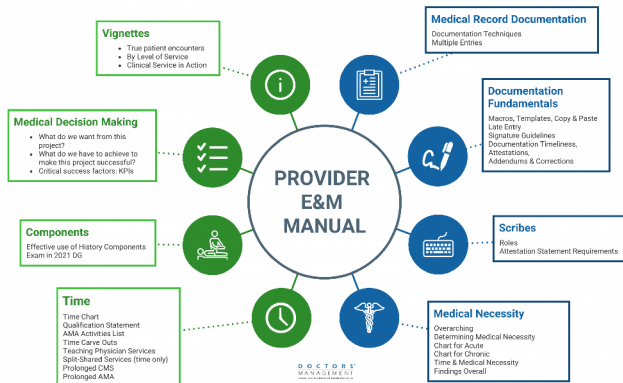 Vignettes
True patient encounters
By Level of Service
Clinical Service in Action
Medical Decision Making
What do we want from this
project?
What do we have to achieve to
make this project successful?
Critical success factors: KPIs
Components
Effective use of History Components
Exam in 2021 DG
Time
Time Chart
Qualification Statement
AMA Activities List
Time Carve Outs
Teaching Physician Services
Split-Shared Services (time only)
Prolonged CMS
Prolonged AMA
PROVIDER
E&M
MANUAL
Medical Record Documentation
Documentation Techniques
Multiple Entries
Documentation
Fundamentals
Macros, Templates, Copy & Paste
Late Entry
Signature Guidelines
Documentation Timeliness,
Attestations,
Addendums & Corrections
Scribes
Roles
Attestation Statement Requirements
Medical Necessity
Overarching
Determining Medical Necessity
Chart for Acute
Chart for Chronic
Time & Medical Necessity
Findings Overall
DOCTORS'
MANAGEMENT